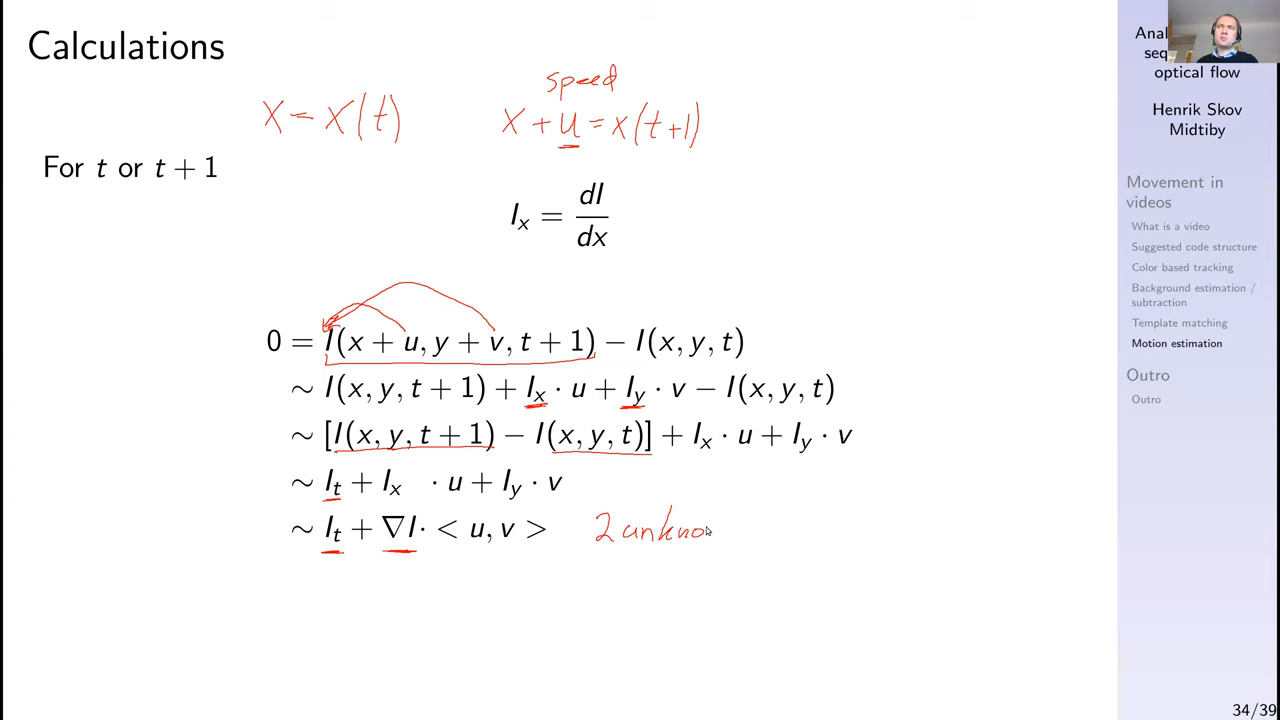 Calculations
speed
x = x(t)
x + u = x(t+1)
For t or t + 1
I_x = dI/dx
0 = I(x + u, y + v, t + 1) − I(x, y, t)
∼ I(x, y, t + 1) + I_x · u + I_y · v − I(x, y, t)
∼ [I(x, y, t + 1) − I(x, y, t)] + I_x · u + I_y · v
∼ I_t + I_x · u + I_y · v
∼ I_t + ∇I· < u, v >
2 unkno
Anal
seq
optical flow
Henrik Skov
Midtiby
Movement in
videos
What is a video
Suggested code structure
Color based tracking
Background estimation /
subtraction
Template matching
Motion estimation
Outro
Outro
34/39